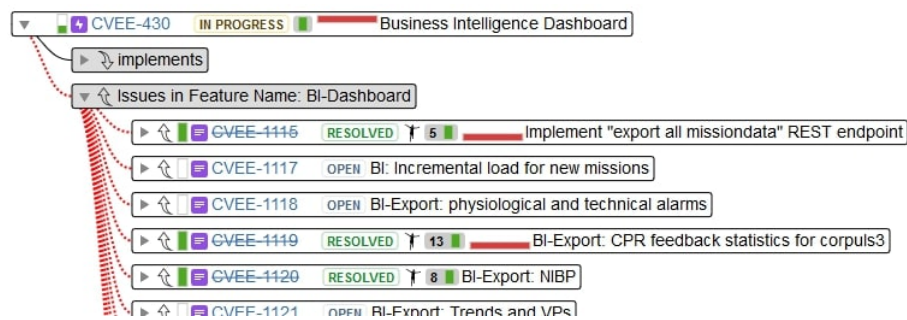 CVEE-430 IN PROGRESS Business Intelligence Dashboard
implements
Issues in Feature Name: BI-Dashboard
CVEE-1115 RESOLVED 5 Implement "export all missiondata" REST endpoint
CVEE-1117 OPEN BI: Incremental load for new missions
CVEE-1118 OPEN BI-Export: physiological and technical alarms
CVEE-1119 RESOLVED 13 BI-Export: CPR feedback statistics for corpuls3
CVEE-1120 RESOLVED 8 BI-Export: NIBP
CVEE-1121 OPEN BI-Export: Trends and VPs